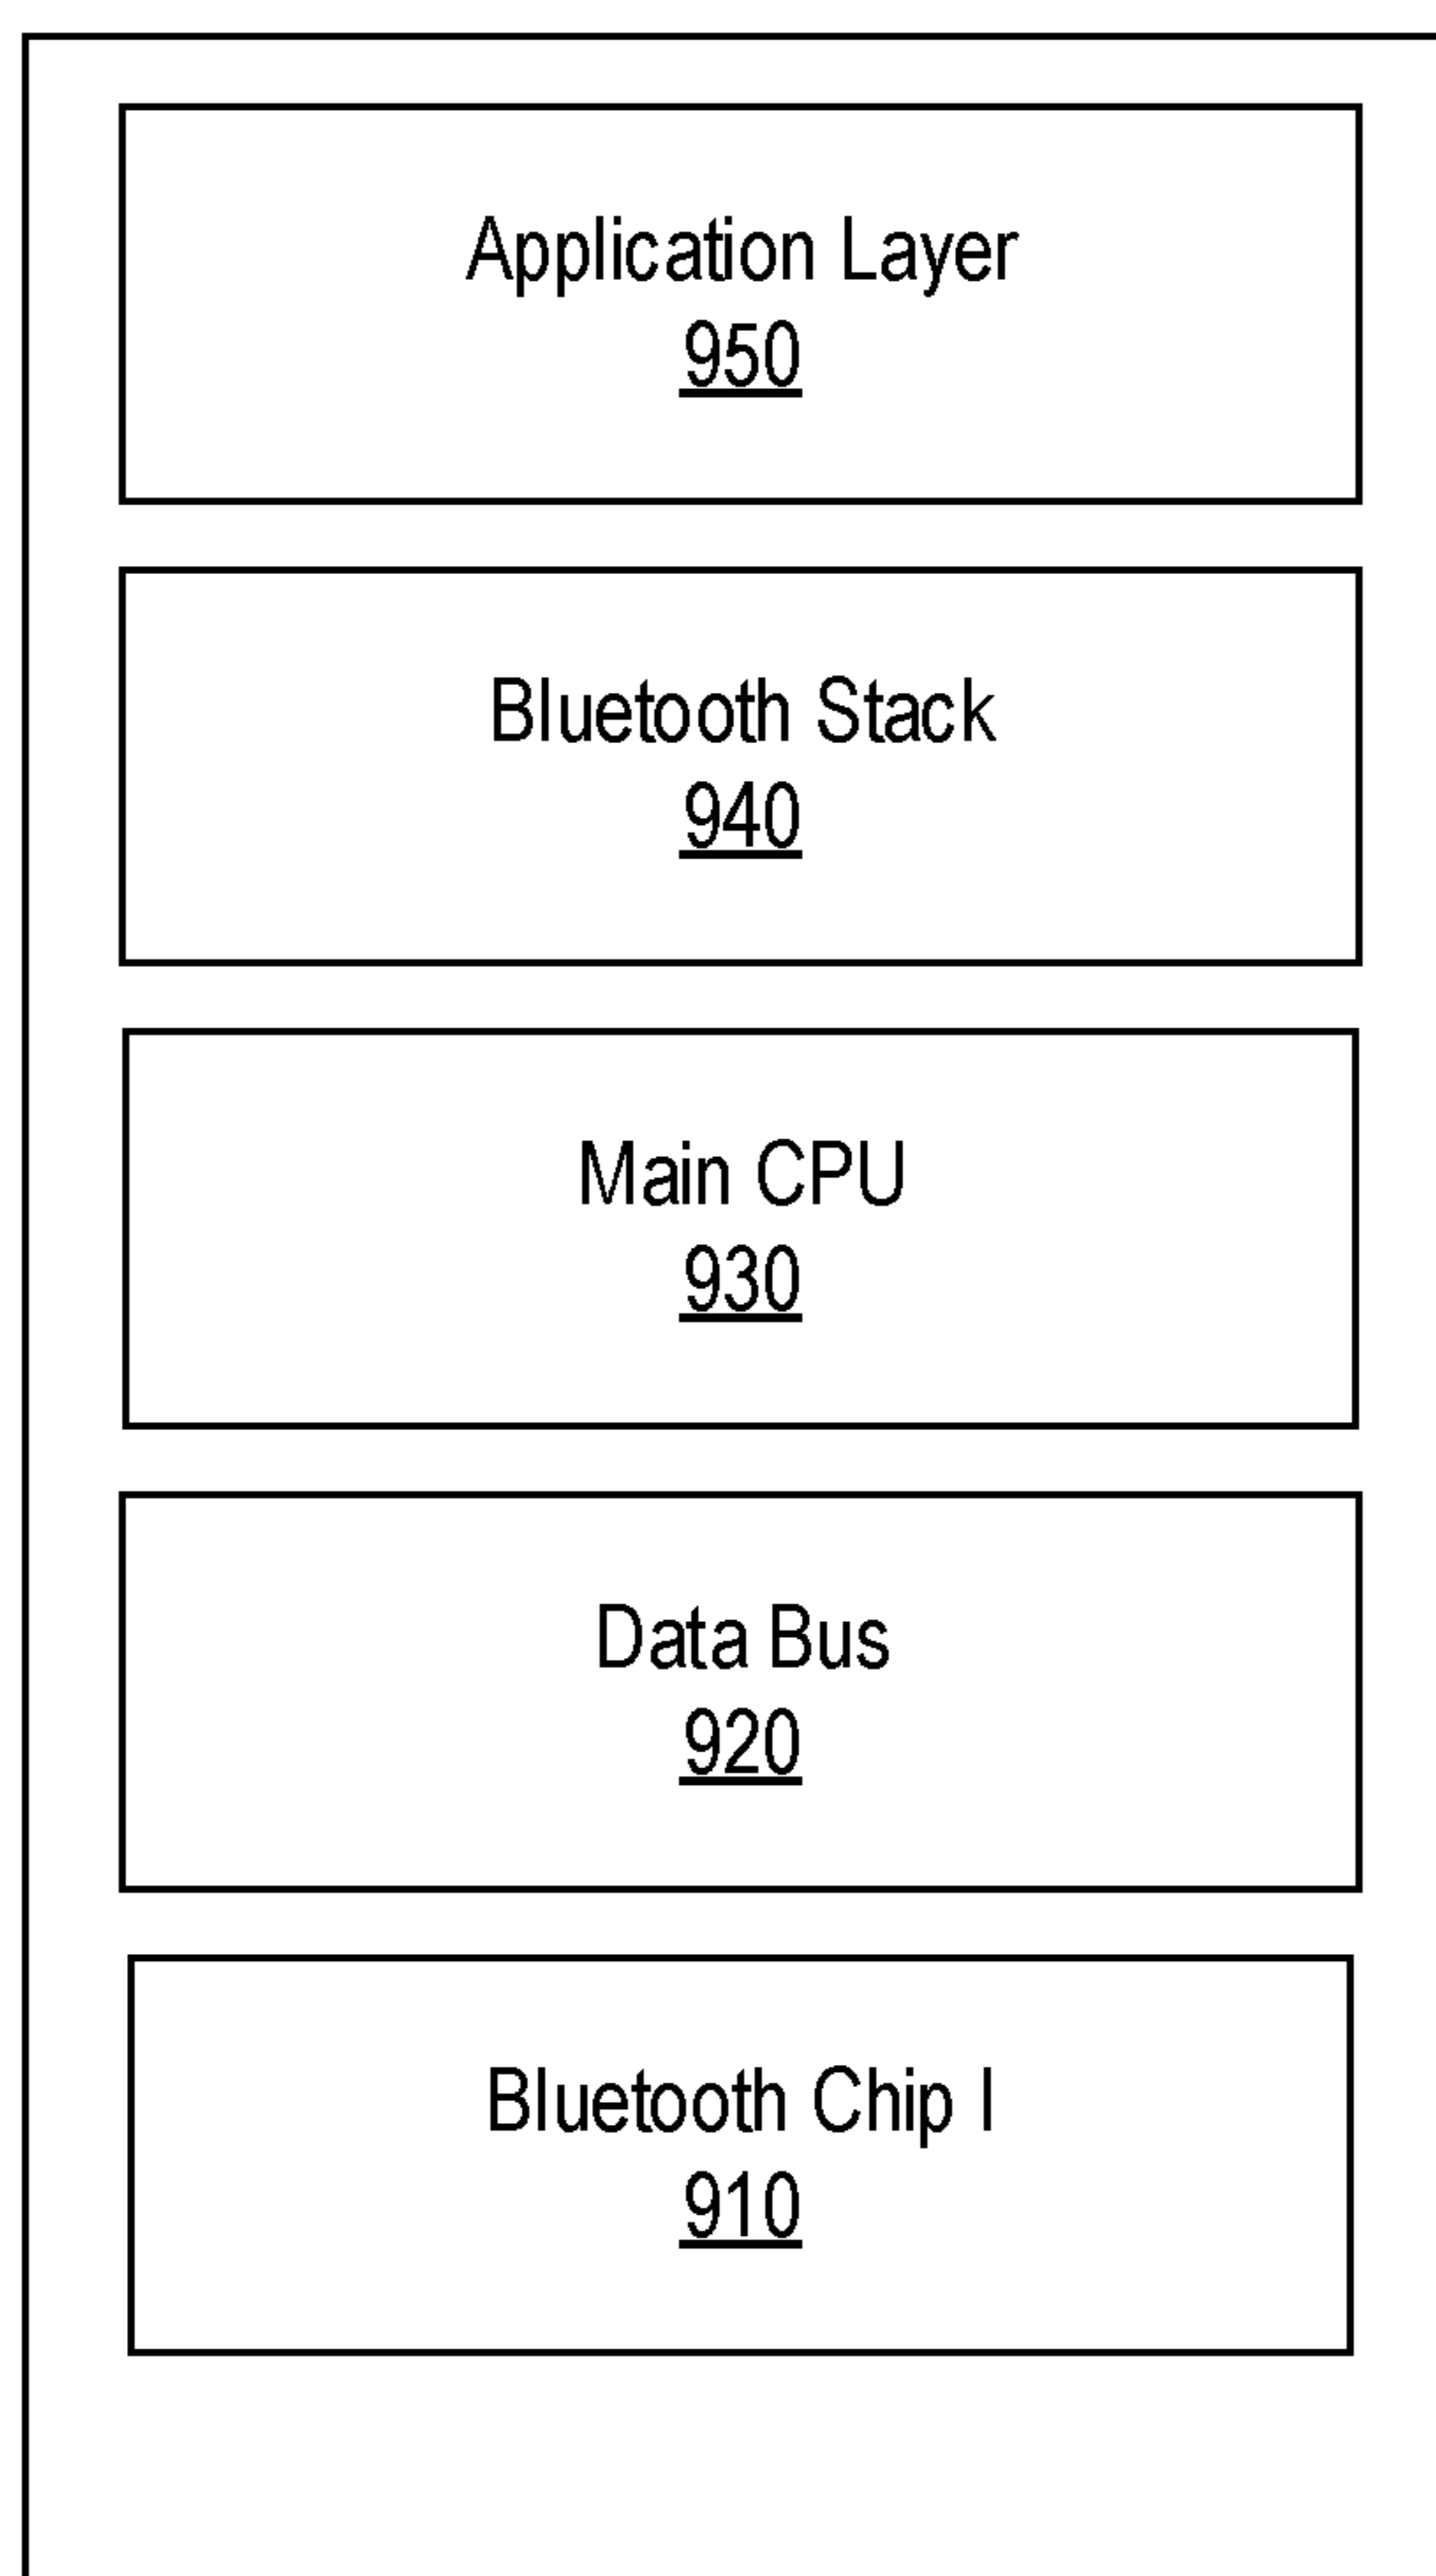 Application Layer
950
Bluetooth Stack
940
Main CPU
930
Data Bus
920
Bluetooth Chip I
910